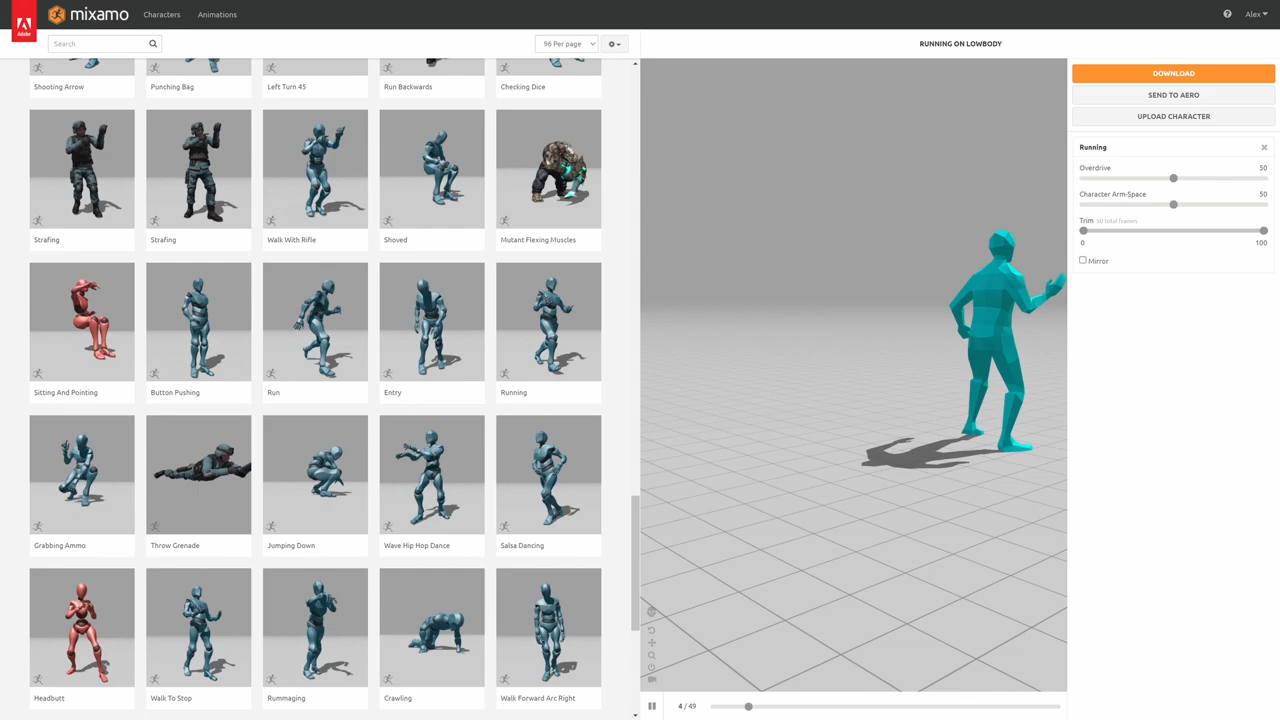 Adobe
mixamo
Characters
Animations
Alex
Search
96 Per page
RUNNING ON LOWBODY
Shooting Arrow
Punching Bag
Left Turn 45
Run Backwards
Checking Dice
Strafing
Strafing
Walk With Rifle
Shoved
Mutant Flexing Muscles
Sitting And Pointing
Button Pushing
Run
Entry
Running
Grabbing Ammo
Throw Grenade
Jumping Down
Wave Hip Hop Dance
Salsa Dancing
Headbutt
Walk To Stop
Rummaging
Crawling
Walk Forward Arc Right
4 / 49
DOWNLOAD
SEND TO AERO
UPLOAD CHARACTER
Running
Overdrive 50
Character Arm-Space 50
Trim 50 total frames
0 100
Mirror